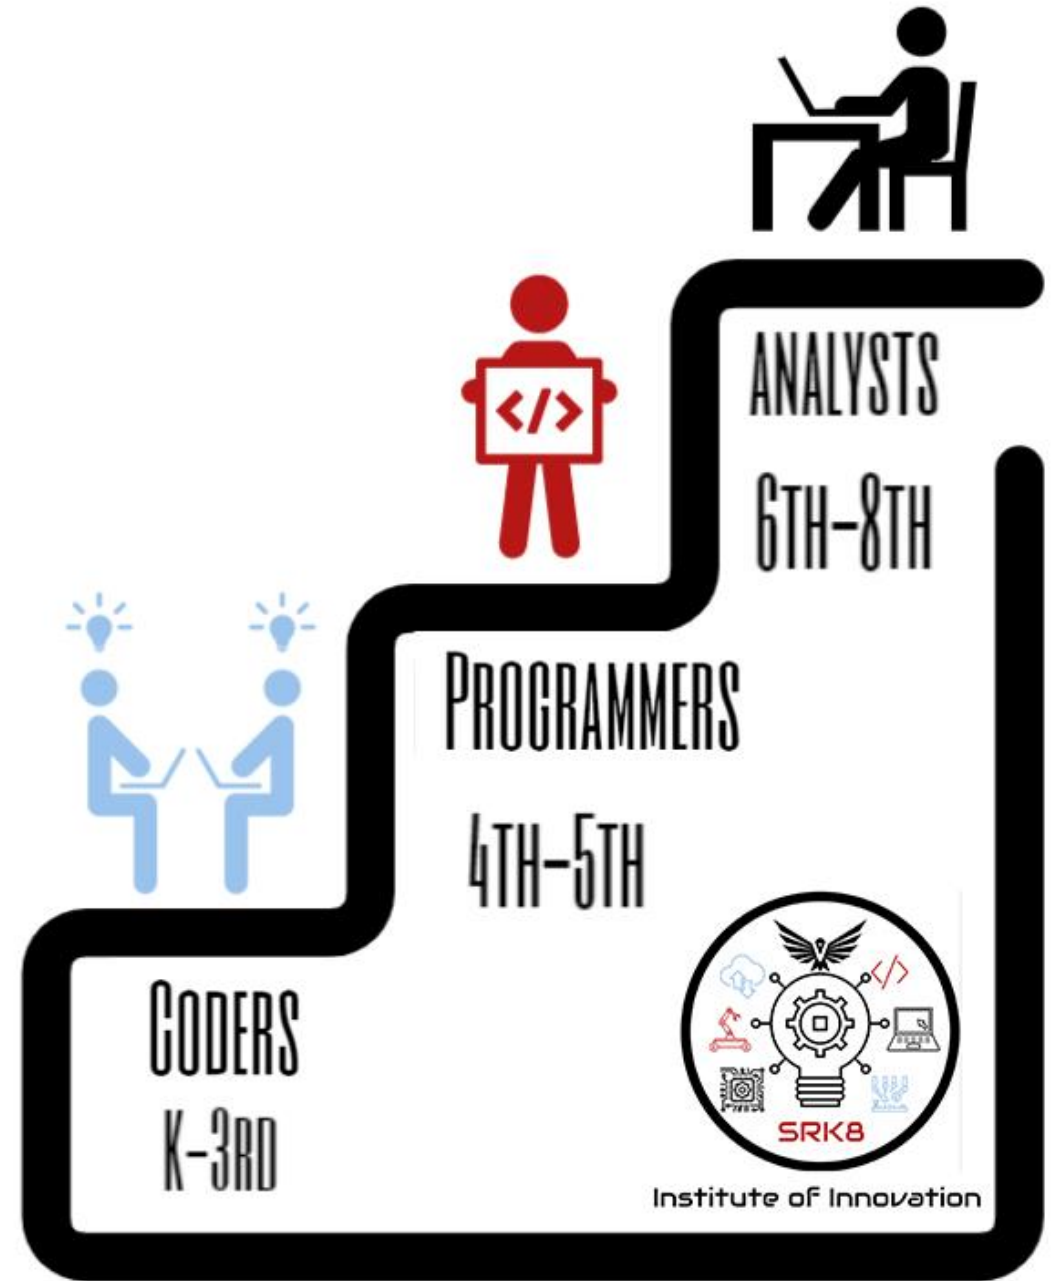 </>
ANALYSTS
6TH-8TH
PROGRAMMERS
4TH-5TH
CODERS
K-3RD
</>
SRK8
Institute of Innovation